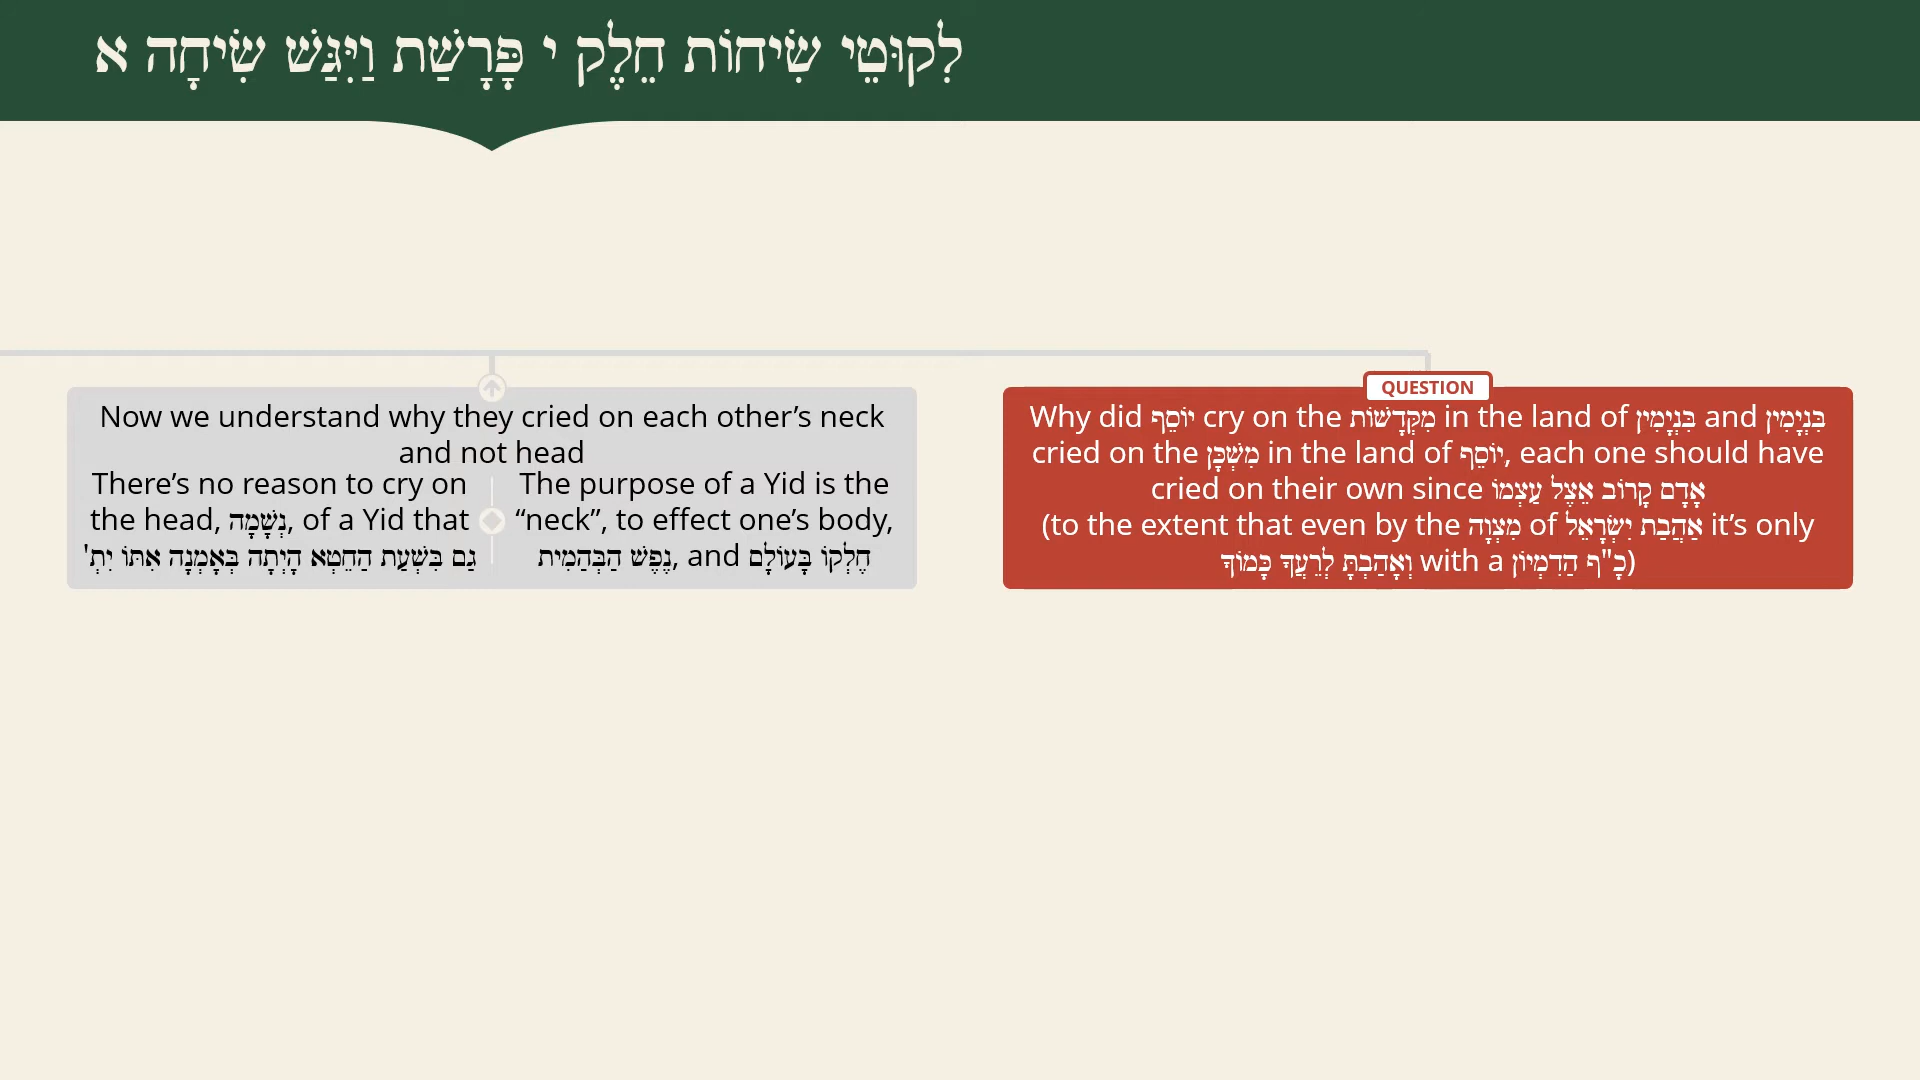 לִקוּטֵי שִׂיחוֹת חֵלֶק י פָּרָשַׁת וַיִּגַּשׁ שִׂיחָה א
Now we understand why they cried on each other’s neck
and not head
There’s no reason to cry on
the head, נְשָׁמָה, of a Yid that
גַם בִּשְׁעַת הַחֵטְא הָיְתָה בְּאָמְנָה אִתּוֹ יִתְ'
The purpose of a Yid is the
“neck”, to effect one’s body,
נֶפֶשׁ הַבְּהַמִית, and חֶלְקוֹ בָּעוֹלָם
QUESTION
Why did יוֹסֵף cry on the מִקְדָשׁוֹת in the land of בִּנְיָמִין and בִּנְיָמִין
cried on the מִשְׁכָּן in the land of יוֹסֵף, each one should have
cried on their own since אָדָם קָרוֹב אֵצֶל עַצְמוֹ
(to the extent that even by the מִצְוָה of אַהֲבַת יִשְׂרָאֵל it’s only
וְאָהַבְתָּ לְרֵעֲךָ כָּמוֹךָ with a כָ"ף הַדִמְיוֹן)